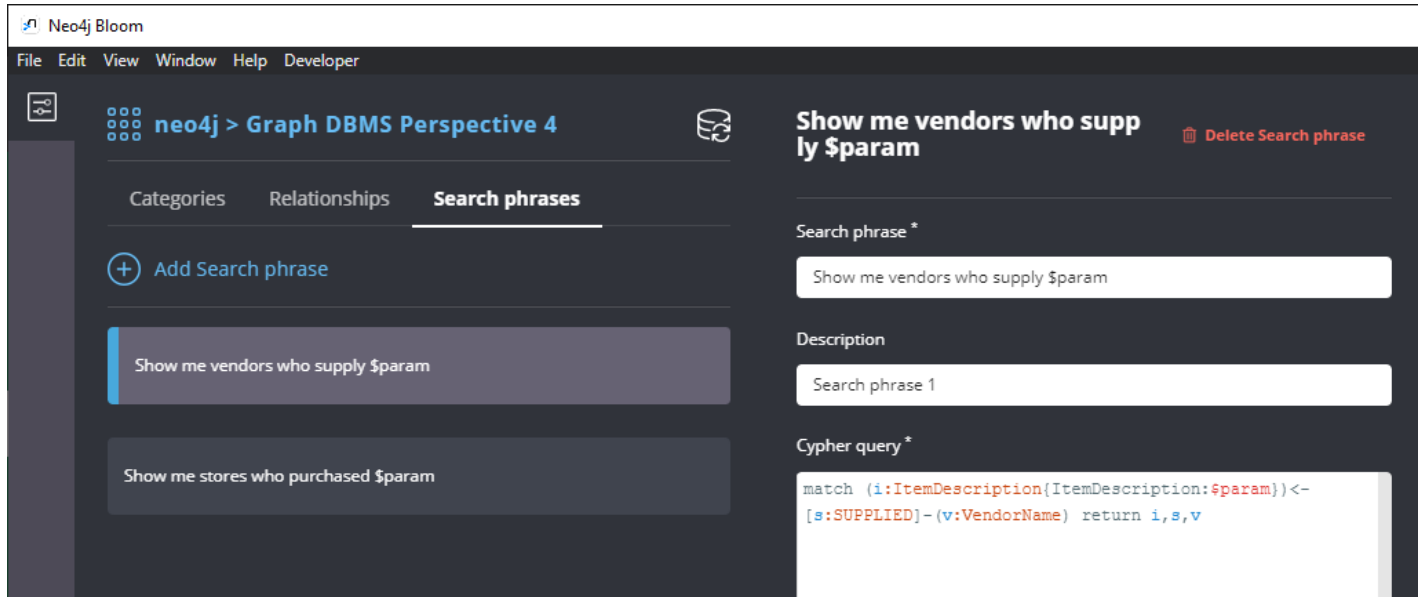 Neo4j Bloom
File Edit View Window Help Developer
neo4j > Graph DBMS Perspective 4
Categories Relationships Search phrases
Add Search phrase
Show me vendors who supply $param
Show me stores who purchased $param
Show me vendors who supp
ly $param
Delete Search phrase
Search phrase *
Show me vendors who supply $param
Description
Search phrase 1
Cypher query *
match (i:ItemDescription{ItemDescription:$param})<-
[s:SUPPLIED]-(v:VendorName) return i,s,v